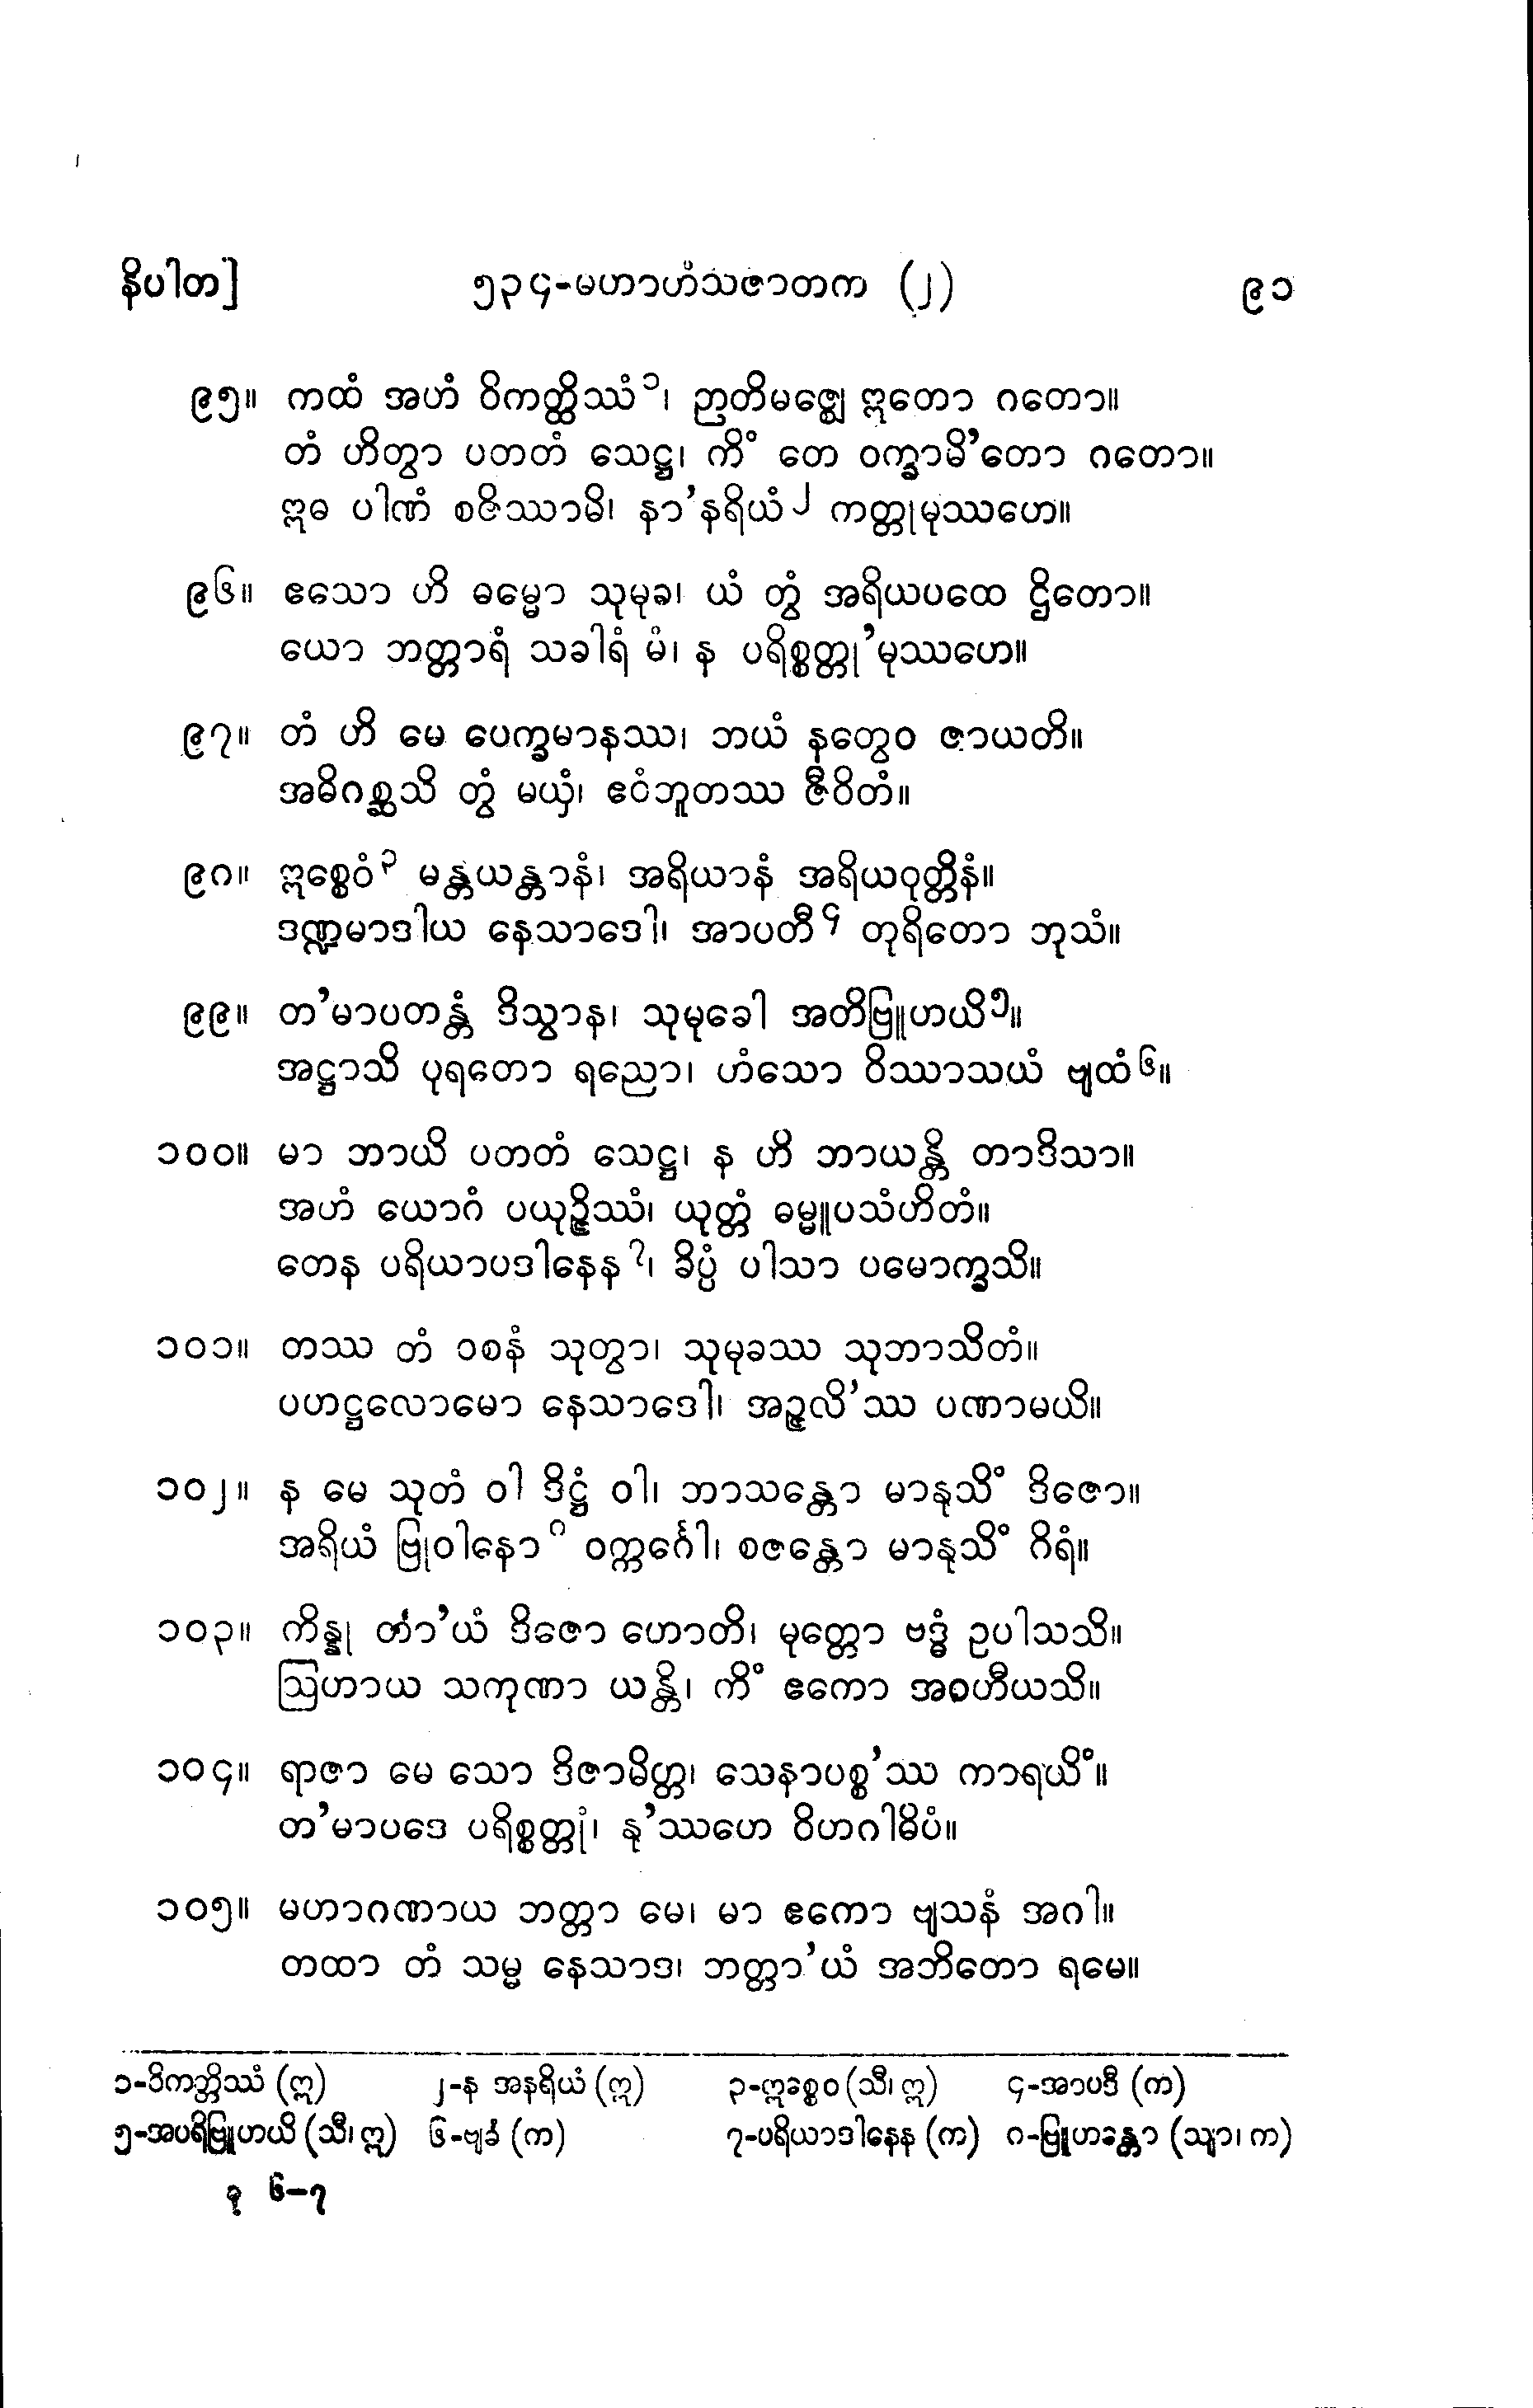 နိပါတ]	၅၃၄-မဟာဟံသဇာတက (၂)	၉၁
၉၅။ ကထံ အဟံ ဝိကတ္ထိဿံ၁၊ ဉာတိမဇ္ဈေ ဣတော ဂတော။
တံ ဟိတွာ ပတတံ သေဋ္ဌ၊ ကိံ တေ ဝက္ခာမိ’တော ဂတော။
ဣဓ ပါဏံ စဇိဿာမိ၊ နာ’နရိယံ၂ ကတ္တုမုဿဟေ။
၉၆။ ဧသော ဟိ ဓမ္မော သုမုခ၊ ယံ တွံ အရိယပထေ ဌိတော။
ယော ဘတ္တာရံ သခါရံ မံ၊ န ပရိစ္စတ္တု’မုဿဟေ။
၉၇။ တံ ဟိ မေ ပေက္ခမာနဿ၊ ဘယံ နတွေဝ ဇာယတိ။
အဓိဂစ္ဆသိ တွံ မယှံ၊ ဧဝံဘူတဿ ဇီဝိတံ။
၉၈။ ဣစ္စေဝံ၃ မန္တယန္တာနံ၊ အရိယာနံ အရိယဝုတ္တိနံ။
ဒဏ္ဍမာဒါယ နေသာဒေါ၊ အာပတီ၄ တုရိတော ဘုသံ။
၉၉။ တ’မာပတန္တံ ဒိသွာန၊ သုမုခေါ အတိဗြူဟယိ၅။
အဋ္ဌာသိ ပုရတော ရညော၊ ဟံသော ဝိဿာသယံ ဗျထံ၆။
၁၀၀။ မာ ဘာယိ ပတတံ သေဋ္ဌ၊ န ဟိ ဘာယန္တိ တာဒိသာ။
အဟံ ယောဂံ ပယုဉ္ဇိဿံ၊ ယုတ္တံ ဓမ္မူပသံဟိတံ။
တေန ပရိယာပဒါနေန၇၊ ခိပ္ပံ ပါသာ ပမောက္ခသိ။
၁၀၁။ တဿ တံ ဝစနံ သုတွာ၊ သုမုခဿ သုဘာသိတံ။
ပဟဋ္ဌလောမော နေသာဒေါ၊ အဉ္ဇလိ’ဿ ပဏာမယိ။
၁၀၂။ န မေ သုတံ ဝါ ဒိဋ္ဌံ ဝါ၊ ဘာသန္တော မာနုသိံ ဒိဇော။
အရိယံ ဗြုဝါနော၈ ဝက္ကင်္ဂေါ၊ စဇန္တော မာနုသိံ ဂိရံ။
၁၀၃။ ကိန္နု တာံ’ယံ ဒိဇော ဟောတိ၊ မုတ္တော ဗဒ္ဓံ ဥပါသသိ။
ဩဟာယ သကုဏာ ယန္တိ၊ ကိံ ဧကော အဝဟီယသိ။
၁၀၄။ ရာဇာ မေ သော ဒိဇာမိတ္တ၊ သေနာပစ္စ’ဿ ကာရယိံ။
တ’မာပဒေ ပရိစ္စတ္တုံ၊ နု’ဿဟေ ဝိဟဂါဓိပံ။
၁၀၅။ မဟာဂဏာယ ဘတ္တာ မေ၊ မာ ဧကော ဗျသနံ အဂါ။
တထာ တံ သမ္မ နေသာဒ၊ ဘတ္တာ’ယံ အဘိတော ရမေ။
၁-ဝိကတ္တိဿံ (ဣ)	၂-န အနရိယံ (ဣ)	၃-ဣစ္စေဝ (သီ၊ ဣ)	၄-အာပဒီ (က)
၅-အပရိဗြူဟယိ (သီ၊ ဣ)	၆-ဗျဓံ (က)	၇-ပရိယာဒါနေန (က)	၈-ဗြူဟန္တော (သျာ၊ က)
ခု ၆-၇